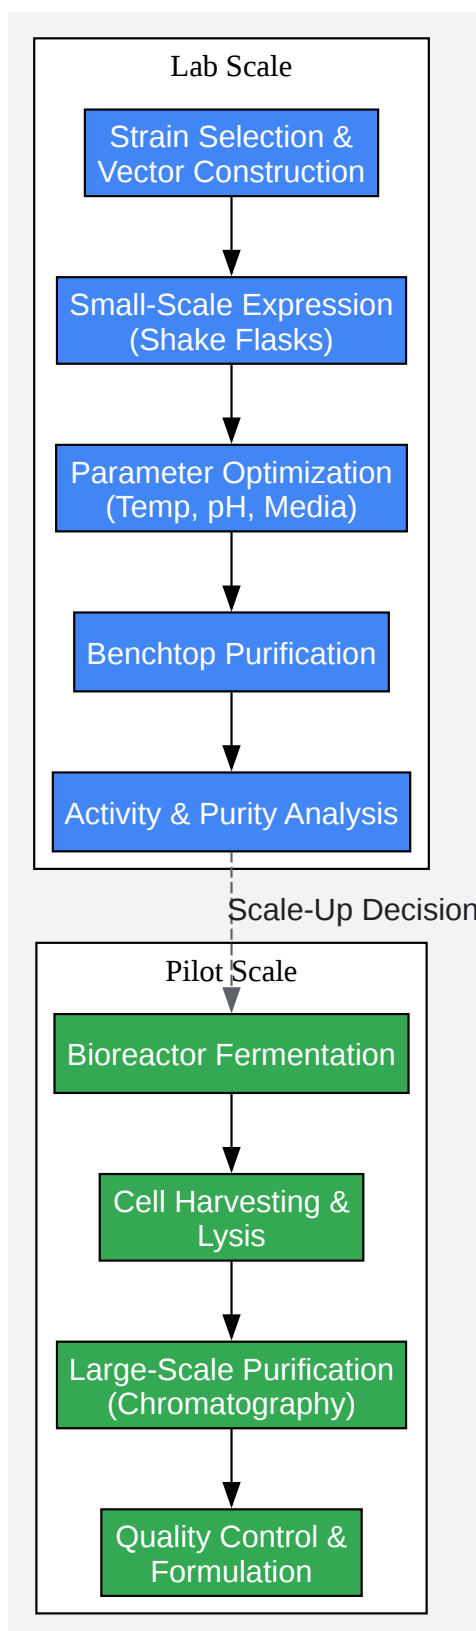 Lab Scale
Strain Selection &
Vector Construction
Small-Scale Expression
(Shake Flasks)
Parameter Optimization
(Temp, pH, Media)
Benchtop Purification
Activity & Purity Analysis
Scale-Up Decision
Pilot Scale
Bioreactor Fermentation
Cell Harvesting &
Lysis
Large-Scale Purification
(Chromatography)
Quality Control &
Formulation